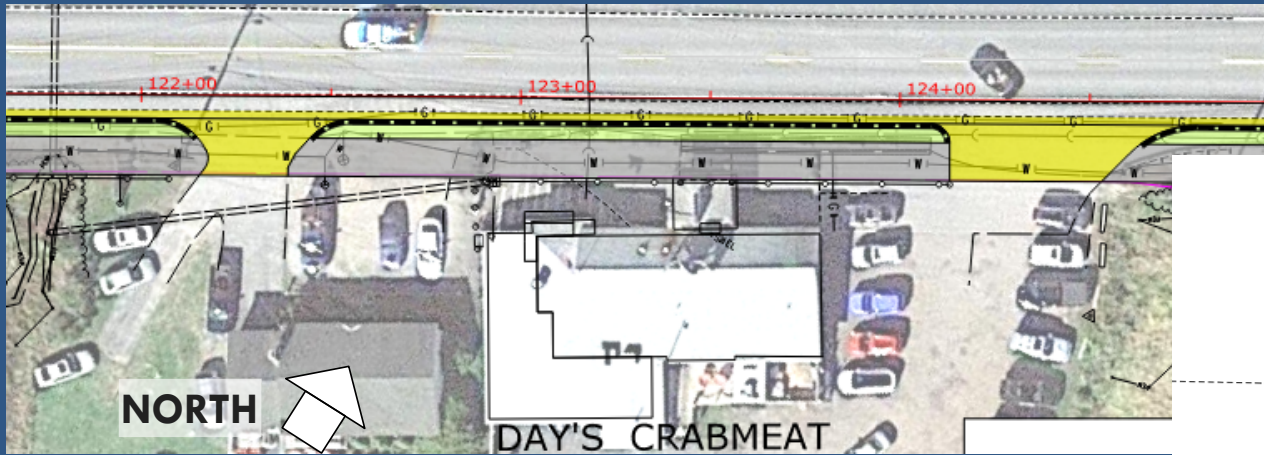 122+00 123+00 124+00
G G G G G G G G G
W W W W W W W W W
G
NORTH
DAY'S CRABMEAT